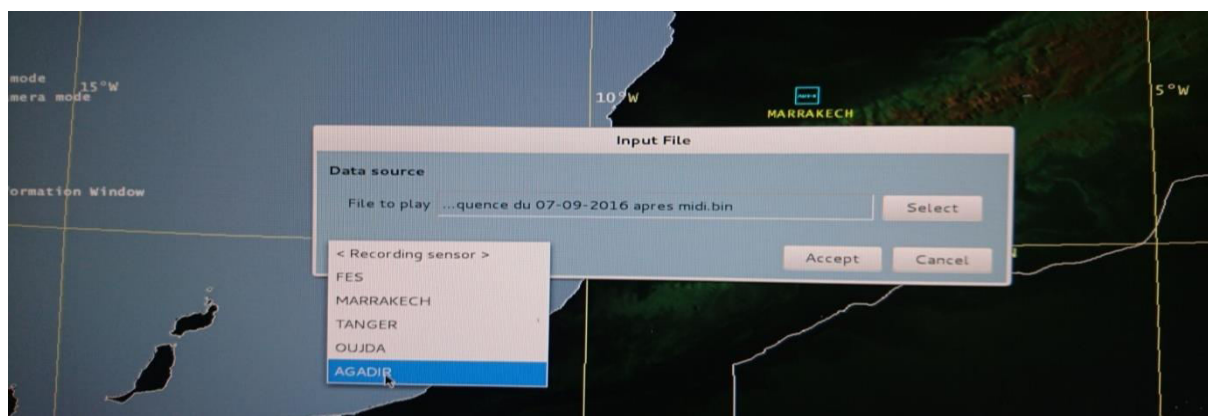 mode
mera mode
15°W
10°W
5°W
MARRAKECH
Input File
Data source
File to play ...quence du 07-09-2016 apres midi.bin Select
ormation Window
< Recording sensor >
FES
MARRAKECH
TANGER
OUJDA
AGADIR
Accept Cancel